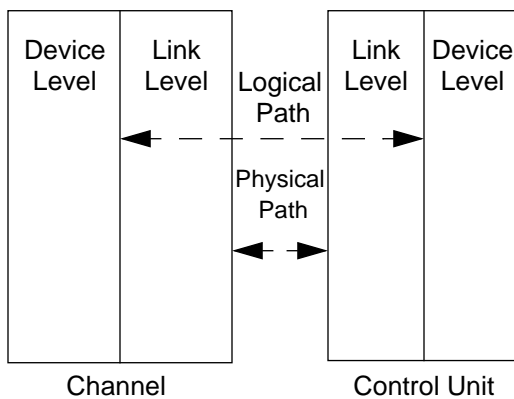 Device
Level
Link
Level
Logical
Path
Physical
Path
Link
Level
Device
Level
Channel
Control Unit